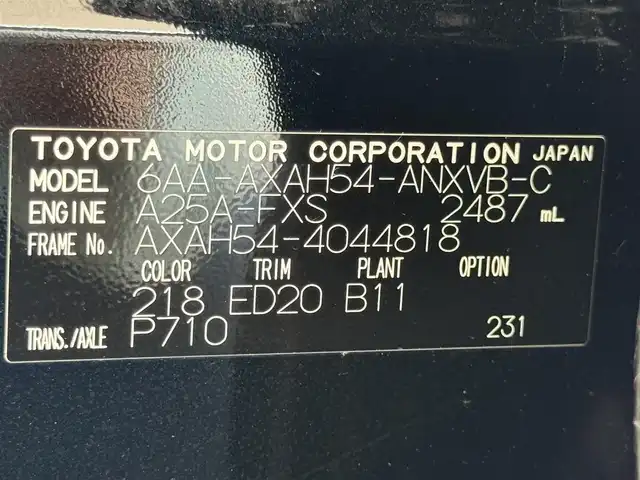 TOYOTA MOTOR CORPORATION JAPAN
MODEL 6AA-AXAH54-ANXVB-C
ENGINE A25A-FXS 2487 mL
FRAME No. AXAH54-4044818
COLOR TRIM PLANT OPTION
218 ED20 B11
TRANS./AXLE P710 231